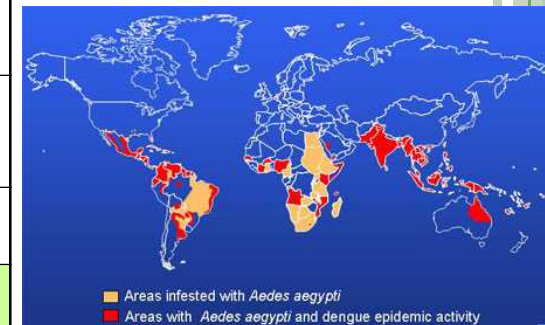 Areas infested with Aedes aegypti
Areas with Aedes aegypti and dengue epidemic activity